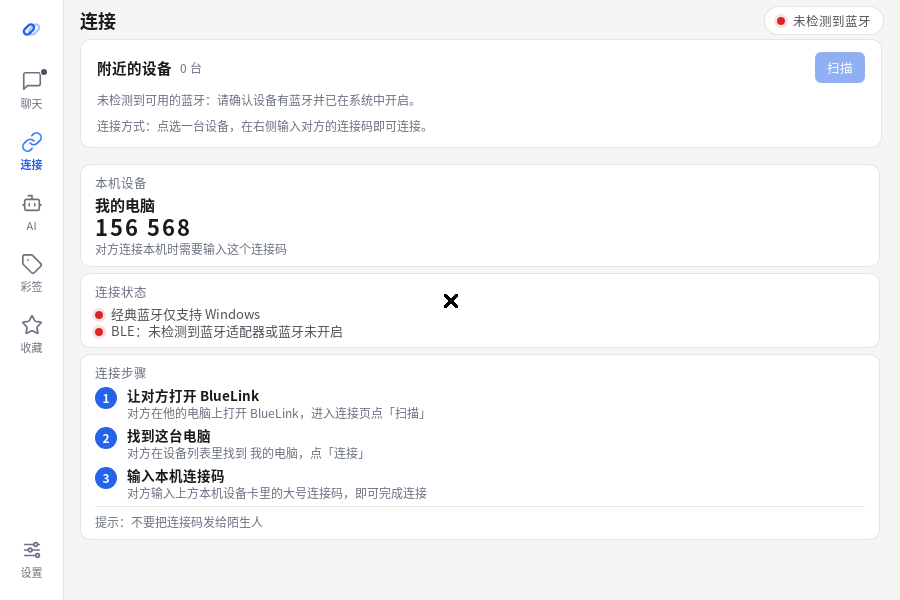 连接
未检测到蓝牙
聊天
连接
AI
彩签
收藏
设置
附近的设备 0 台
扫描
未检测到可用的蓝牙：请确认设备有蓝牙并已在系统中开启。
连接方式：点选一台设备，在右侧输入对方的连接码即可连接。
本机设备
我的电脑
156 568
对方连接本机时需要输入这个连接码
连接状态
经典蓝牙仅支持 Windows
BLE：未检测到蓝牙适配器或蓝牙未开启
连接步骤
1 让对方打开 BlueLink
对方在他的电脑上打开 BlueLink，进入连接页点「扫描」
2 找到这台电脑
对方在设备列表里找到 我的电脑，点「连接」
3 输入本机连接码
对方输入上方本机设备卡里的大号连接码，即可完成连接
提示：不要把连接码发给陌生人